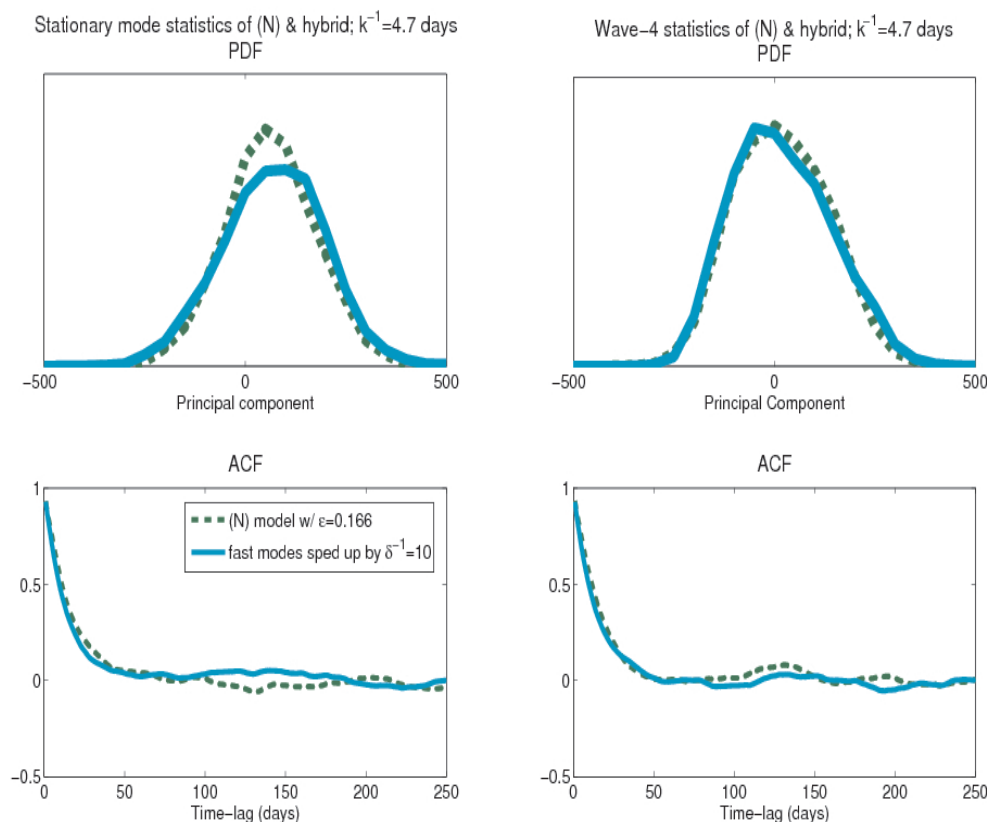 Stationary mode statistics of (N) & hybrid; k⁻¹=4.7 days
PDF
-500
0
500
Principal component
Wave-4 statistics of (N) & hybrid; k⁻¹=4.7 days
PDF
-500
0
500
Principal Component
ACF
1
0.5
0
-0.5
0
50
100
150
200
250
Time-lag (days)
(N) model w/ ε=0.166
fast modes sped up by δ⁻¹=10
ACF
1
0.5
0
-0.5
0
50
100
150
200
250
Time-lag (days)